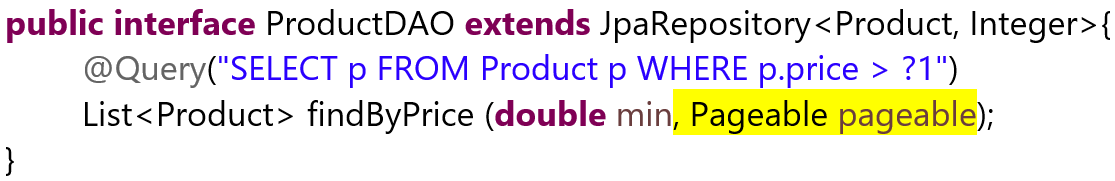 public interface ProductDAO extends JpaRepository<Product, Integer>{
@Query("SELECT p FROM Product p WHERE p.price > ?1")
List<Product> findByPrice (double min, Pageable pageable);
}